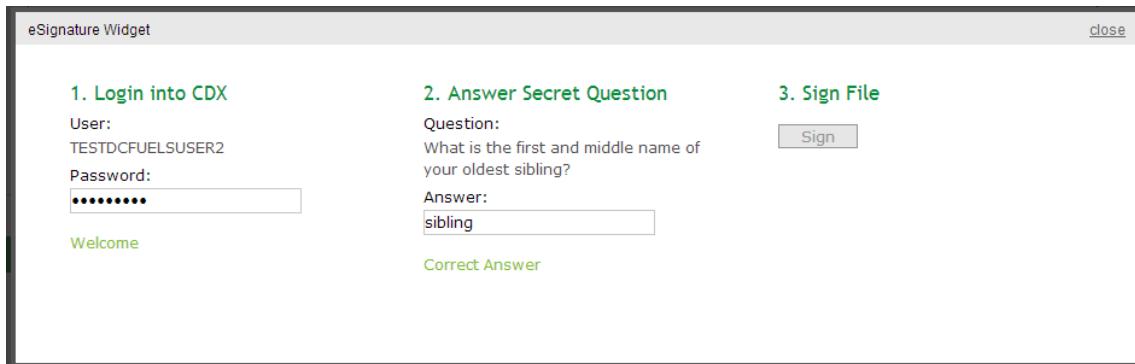 eSignature Widget
close
1. Login into CDX
User:
TESTDCFUELSUSER2
Password:
•••••••••
Welcome
2. Answer Secret Question
Question:
What is the first and middle name of
your oldest sibling?
Answer:
sibling
Correct Answer
3. Sign File
Sign